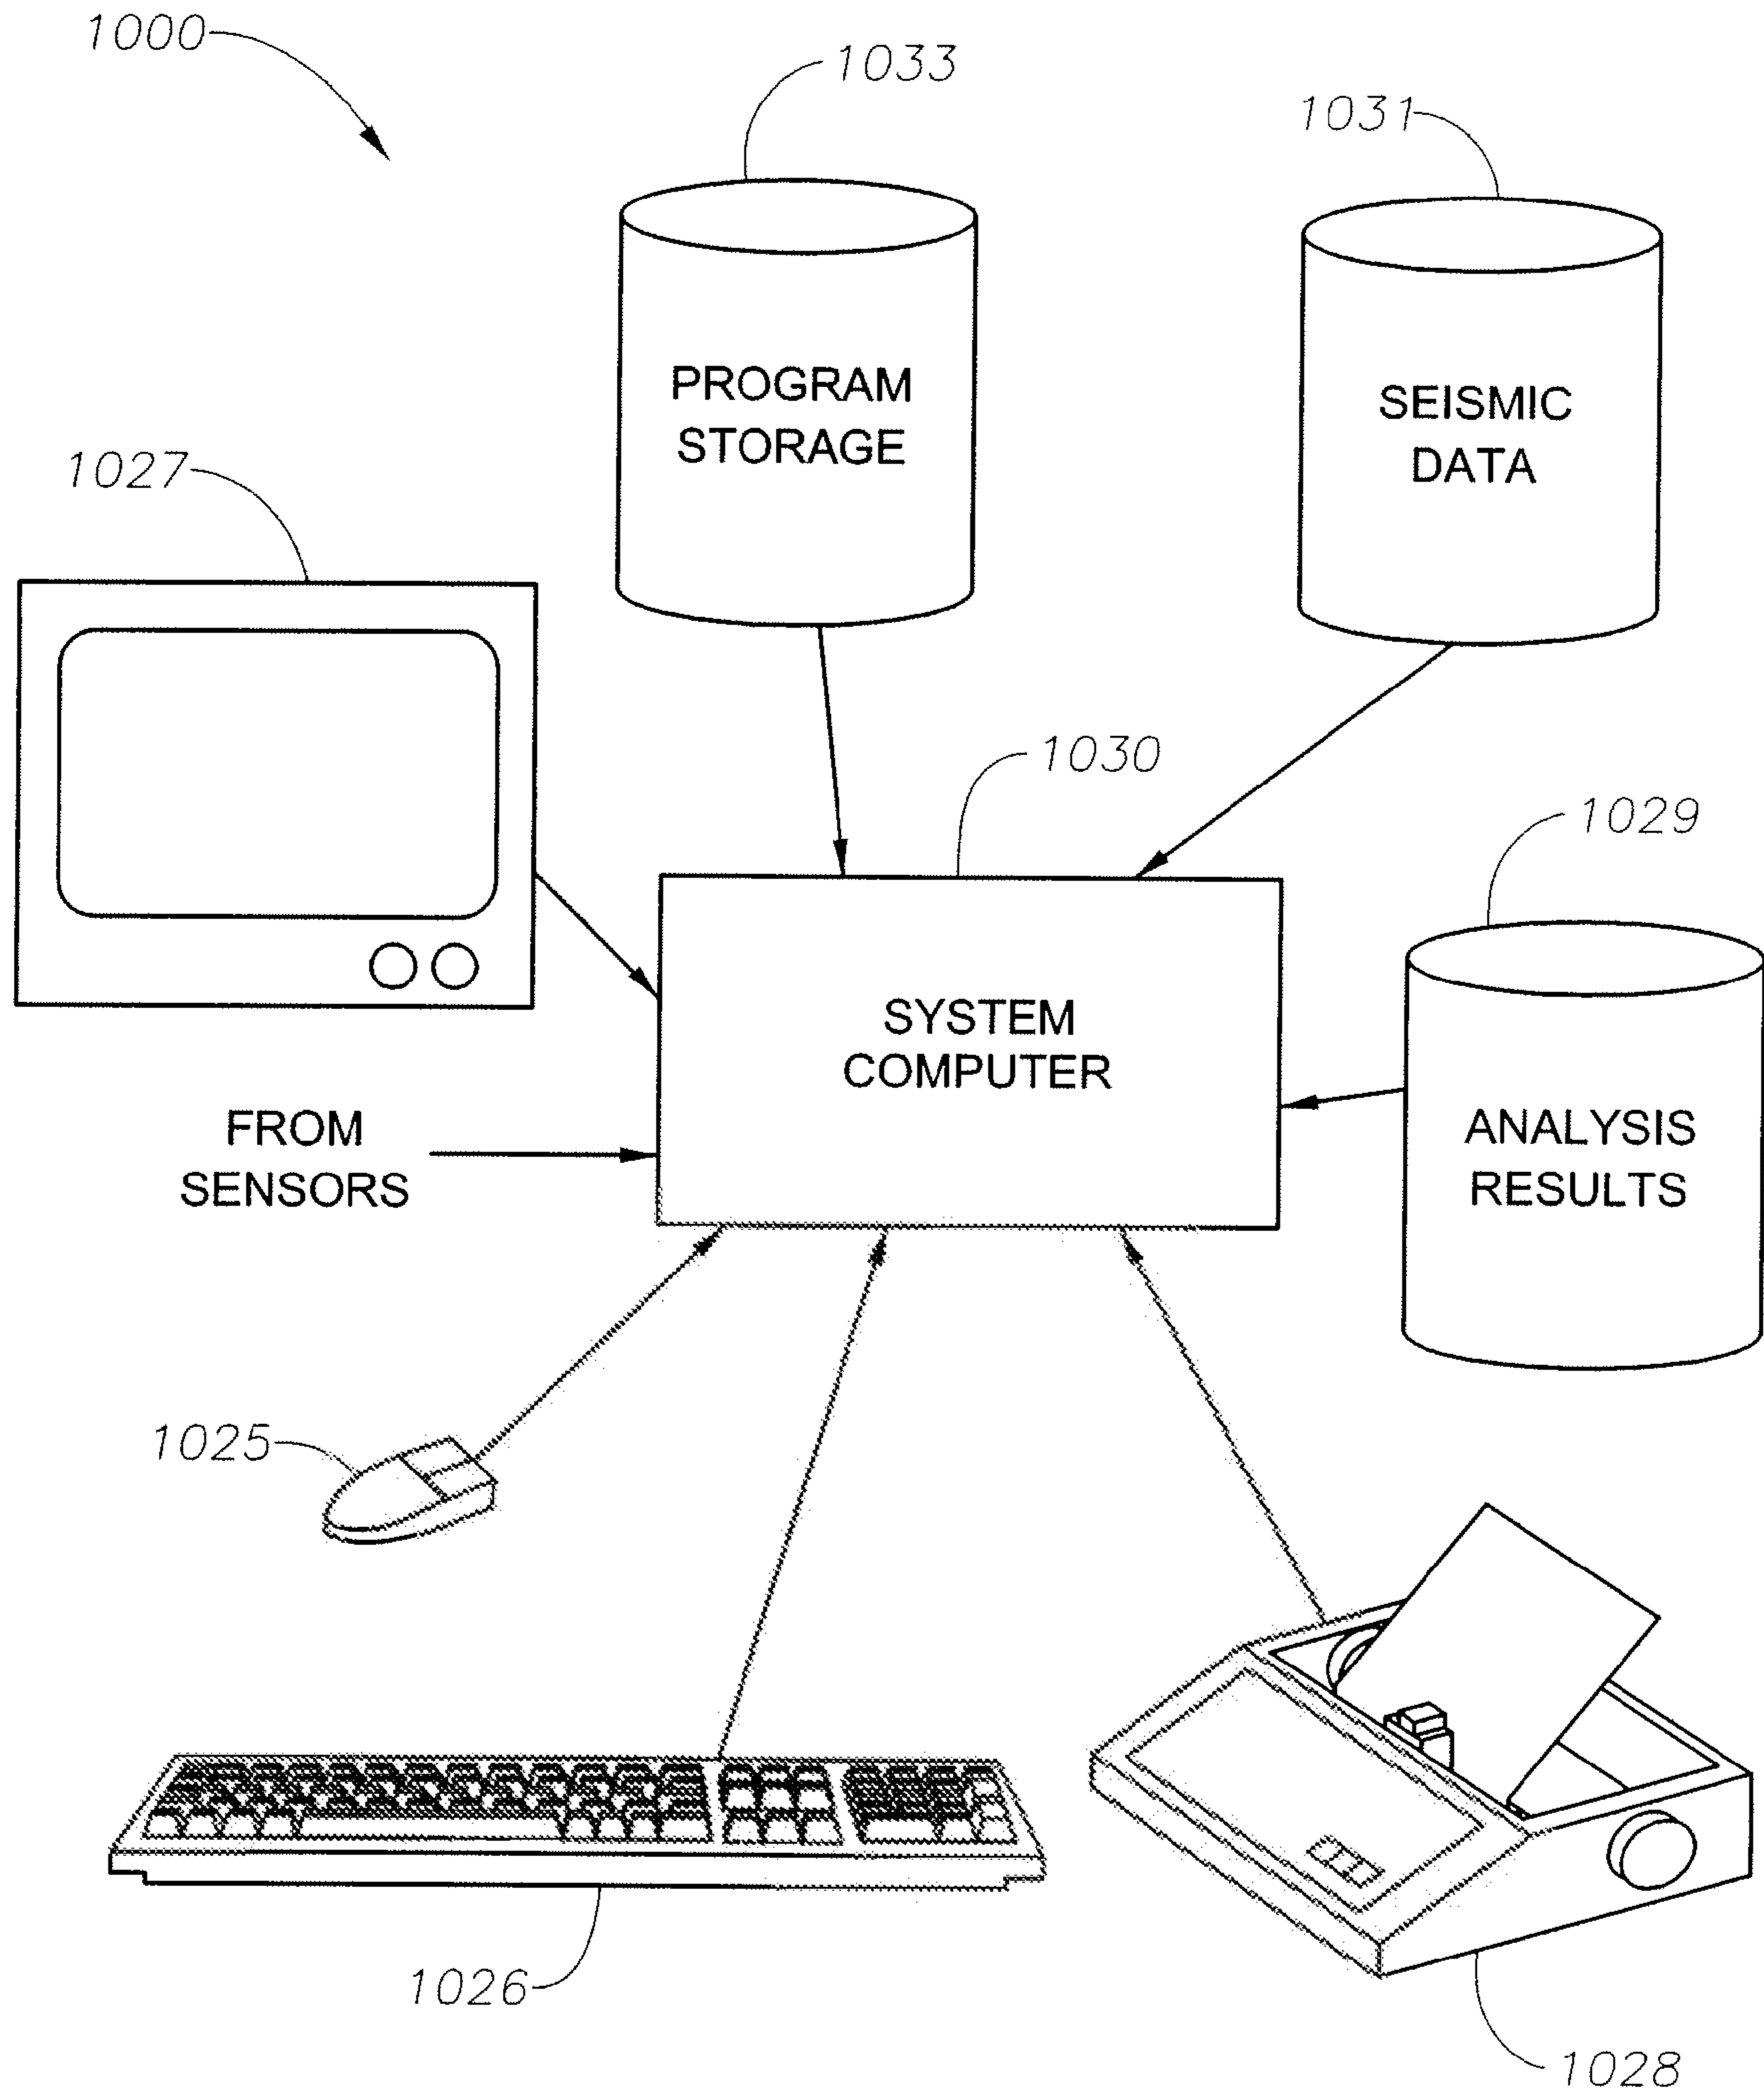 1000
1033
1031
PROGRAM
STORAGE
SEISMIC
DATA
1027
1030
1029
SYSTEM
COMPUTER
FROM
SENSORS
ANALYSIS
RESULTS
1025
1026
1028